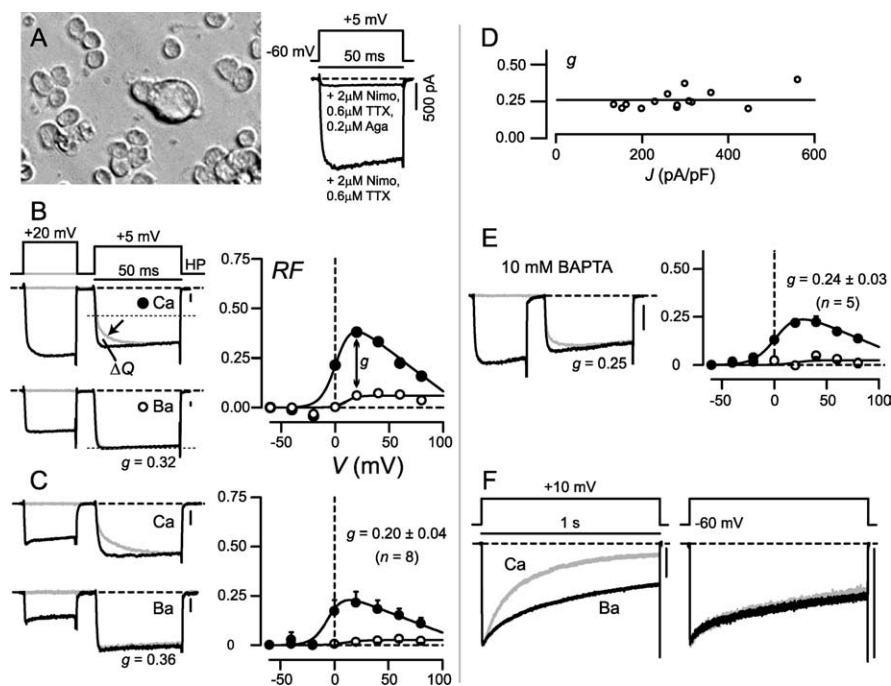 A
+5 mV
-60 mV
50 ms
+ 2μM Nimo,
0.6μM TTX,
0.2μM Aga
500 pA
+ 2μM Nimo,
0.6μM TTX
B
+20 mV
+5 mV
50 ms
HP
Ca
ΔQ
Ba
g = 0.32
0.75
RF
0.50
0.25
g
0.00
-50
0
50
100
V (mV)
C
Ca
Ba
g = 0.36
0.75
0.50
g = 0.20 ± 0.04
(n = 8)
0.25
0
-50
0
50
100
D
g
0.50
0.25
0.00
0
200
400
600
J (pA/pF)
E
10 mM BAPTA
g = 0.25
0.50
g = 0.24 ± 0.03
(n = 5)
0.25
0
-50
0
50
100
F
+10 mV
1 s
-60 mV
Ca
Ba